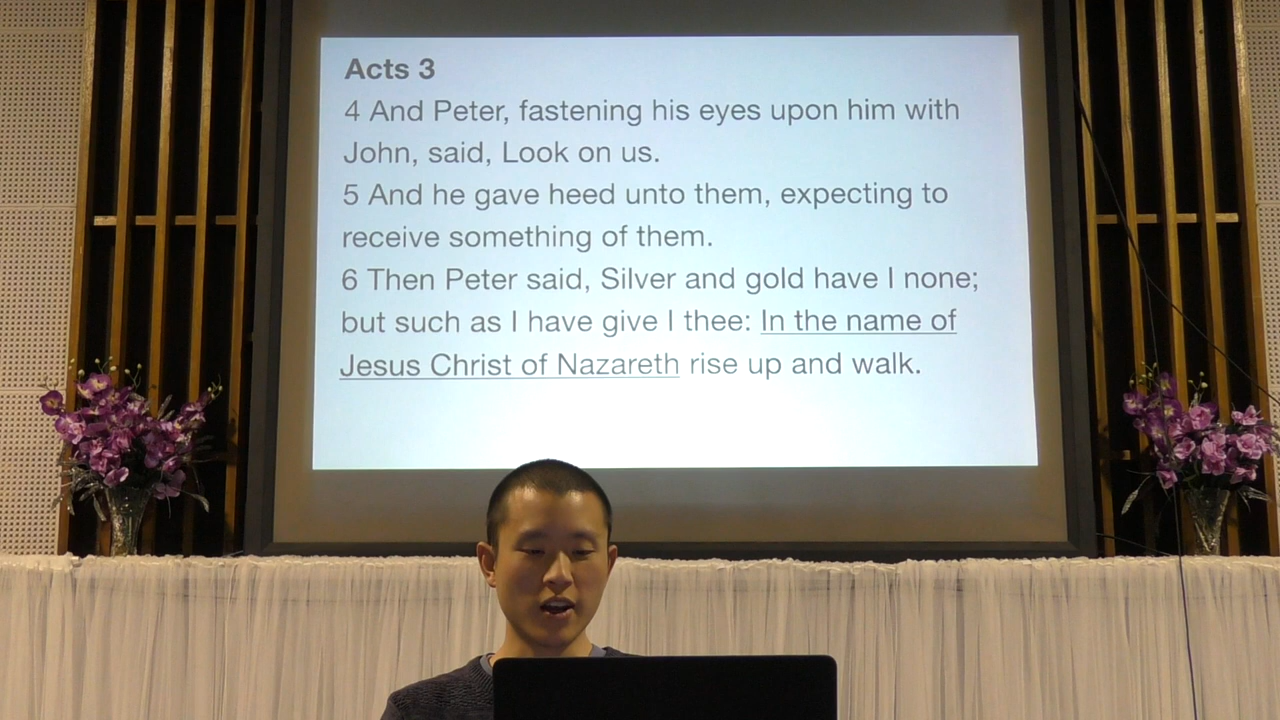 Acts 3
4 And Peter, fastening his eyes upon him with
John, said, Look on us.
5 And he gave heed unto them, expecting to
receive something of them.
6 Then Peter said, Silver and gold have I none;
but such as I have give I thee: In the name of
Jesus Christ of Nazareth rise up and walk.